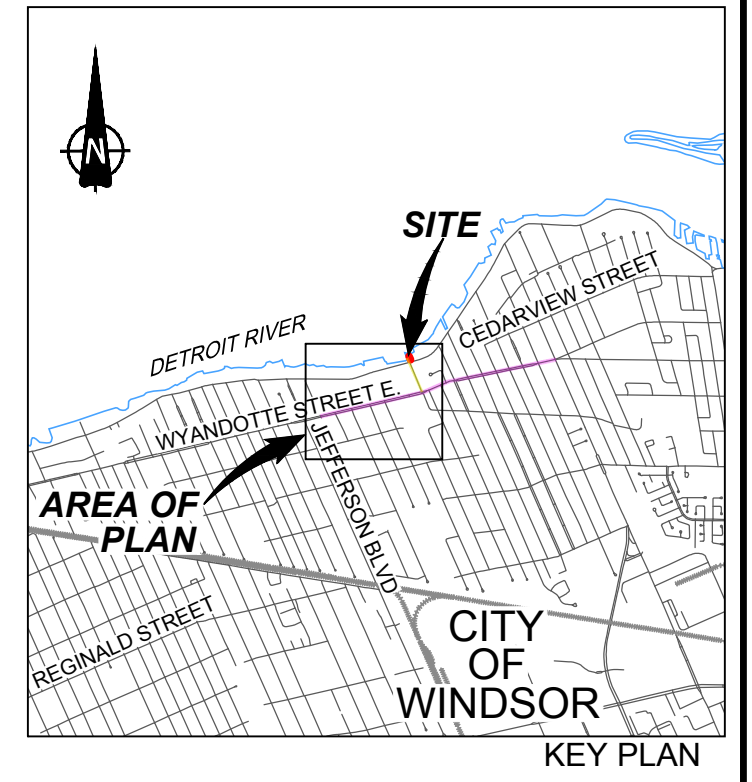 N
SITE
CEDARVIEW STREET
DETROIT RIVER
WYANDOTTE STREET E.
JEFFERSON BLVD
AREA OF
PLAN
REGINALD STREET
CITY
OF
WINDSOR
KEY PLAN